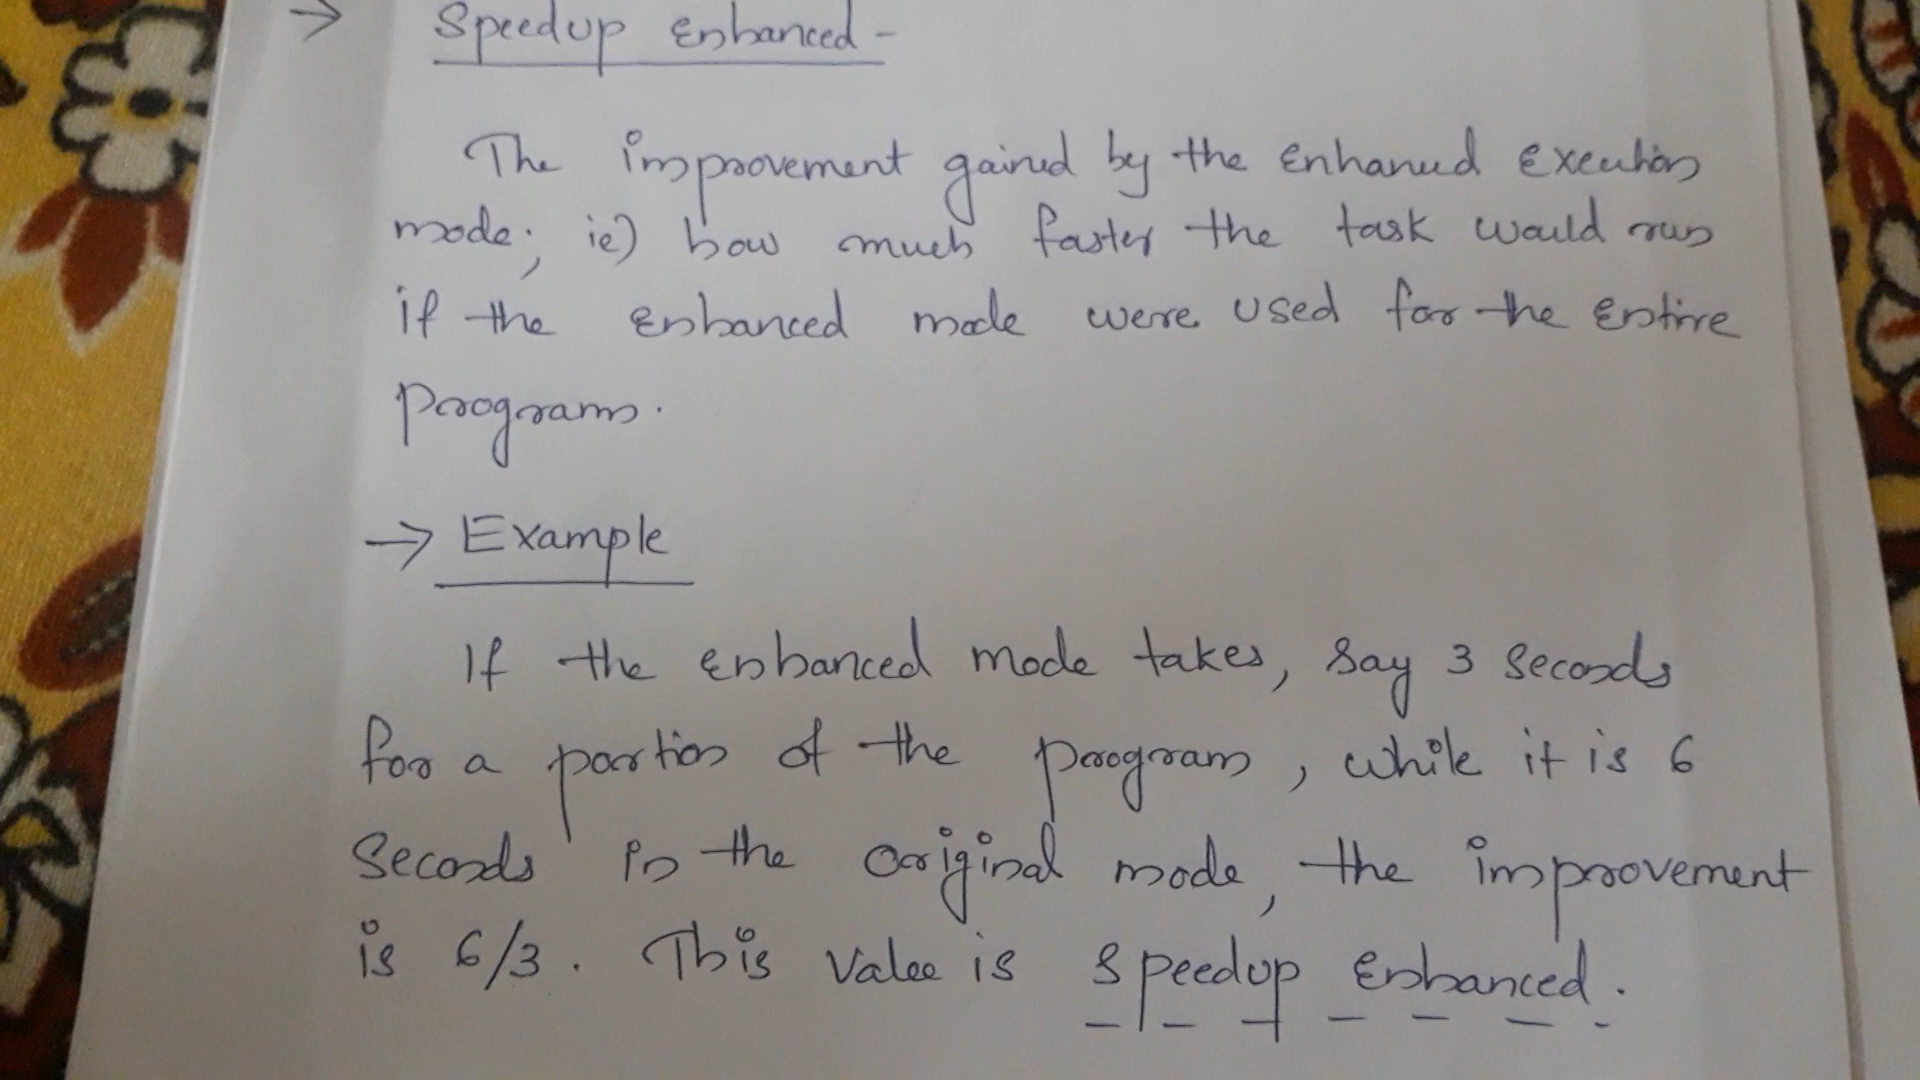 → Speedup Enhanced -
The improvement gained by the Enhanced Execution
mode; ie) how much faster the task would run
if the enhanced mode were used for the Entire
program.
→ Example
If the enhanced mode takes, say 3 seconds
for a portion of the program, while it is 6
Seconds in the original mode, the improvement
is 6/3. This value is Speedup Enhanced.